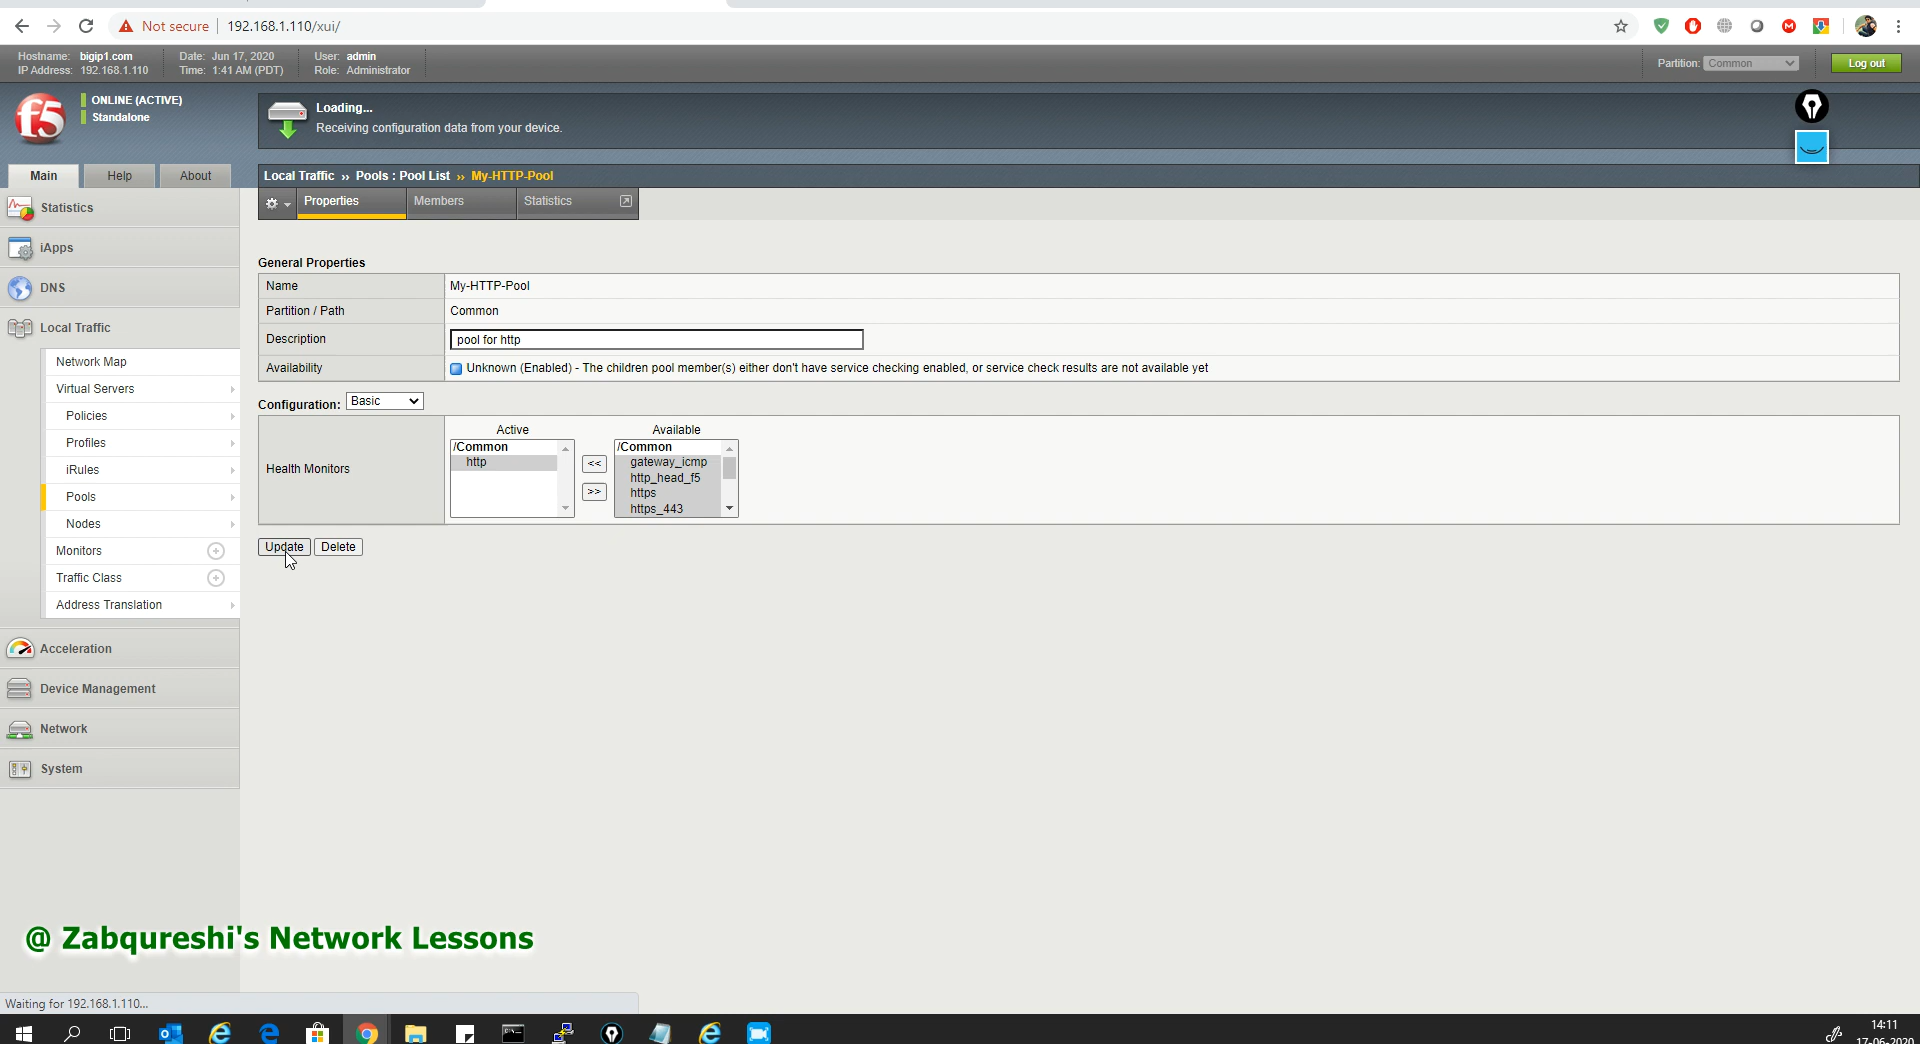 Not secure 192.168.1.110/xui/
Hostname: bigip1.com Date: Jun 17, 2020 User: admin
IP Address: 192.168.1.110 Time: 1:41 AM (PDT) Role: Administrator
Partition: Common Log out
f5
ONLINE (ACTIVE)
Standalone
Loading...
Receiving configuration data from your device.
Main Help About
Local Traffic ›› Pools : Pool List ›› My-HTTP-Pool
Properties Members Statistics
Statistics
iApps
DNS
Local Traffic
Network Map
Virtual Servers
Policies
Profiles
iRules
Pools
Nodes
Monitors
Traffic Class
Address Translation
Acceleration
Device Management
Network
System
General Properties
Name My-HTTP-Pool
Partition / Path Common
Description pool for http
Availability Unknown (Enabled) - The children pool member(s) either don't have service checking enabled, or service check results are not available yet
Configuration: Basic
Active Available
Health Monitors
/Common
http
<<
>>
/Common
gateway_icmp
http_head_f5
https
https_443
Update Delete
@ Zabqureshi's Network Lessons
Waiting for 192.168.1.110...
14:11
17-06-2020